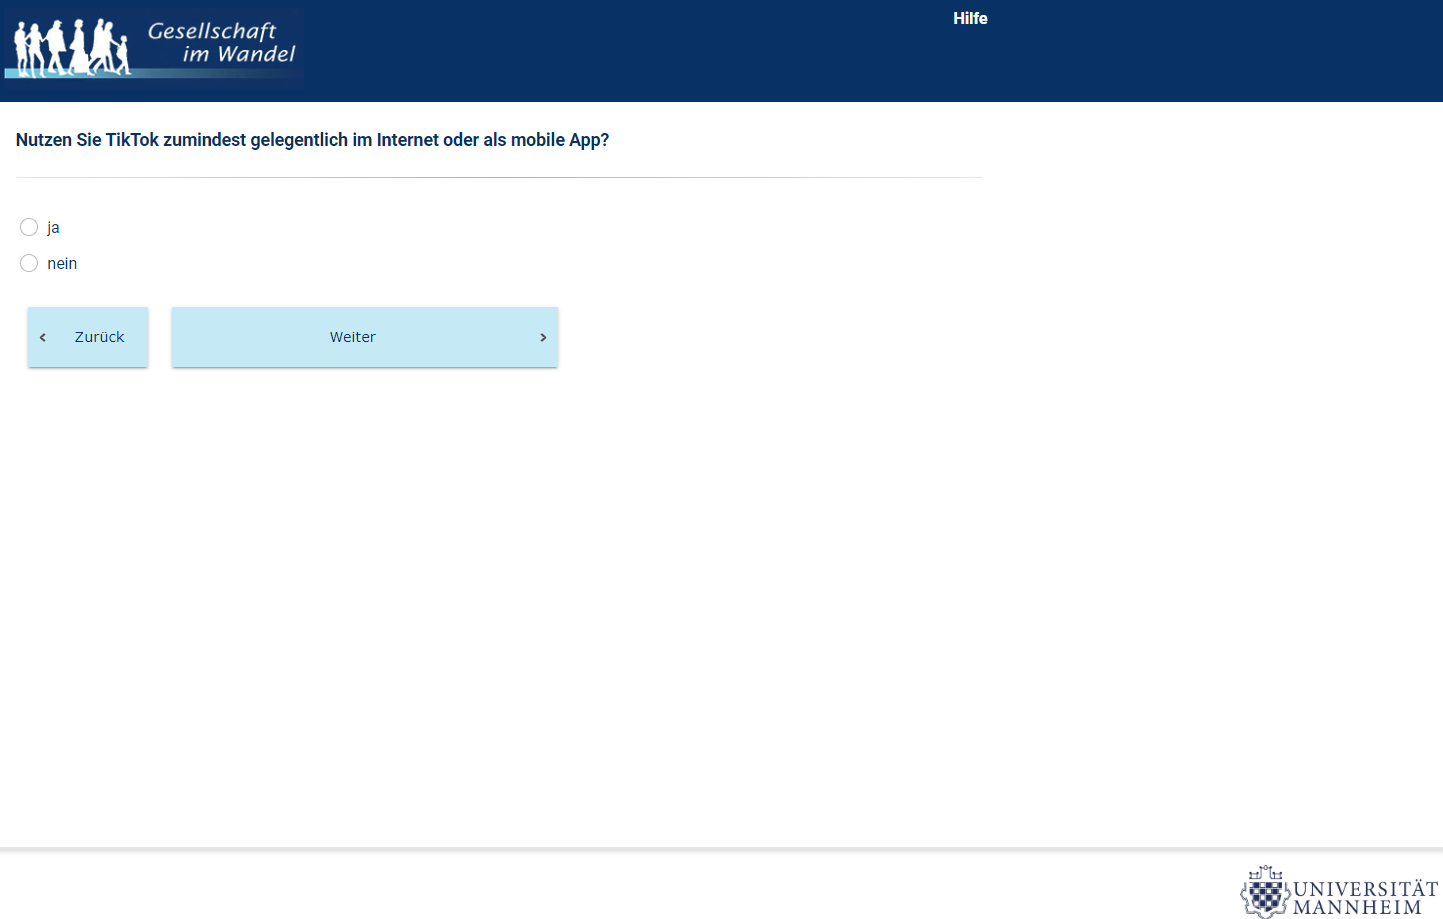 Gesellschaft
im Wandel
Hilfe
Nutzen Sie TikTok zumindest gelegentlich im Internet oder als mobile App?
ja
nein
Zurück
Weiter
UNIVERSITÄT
MANNHEIM